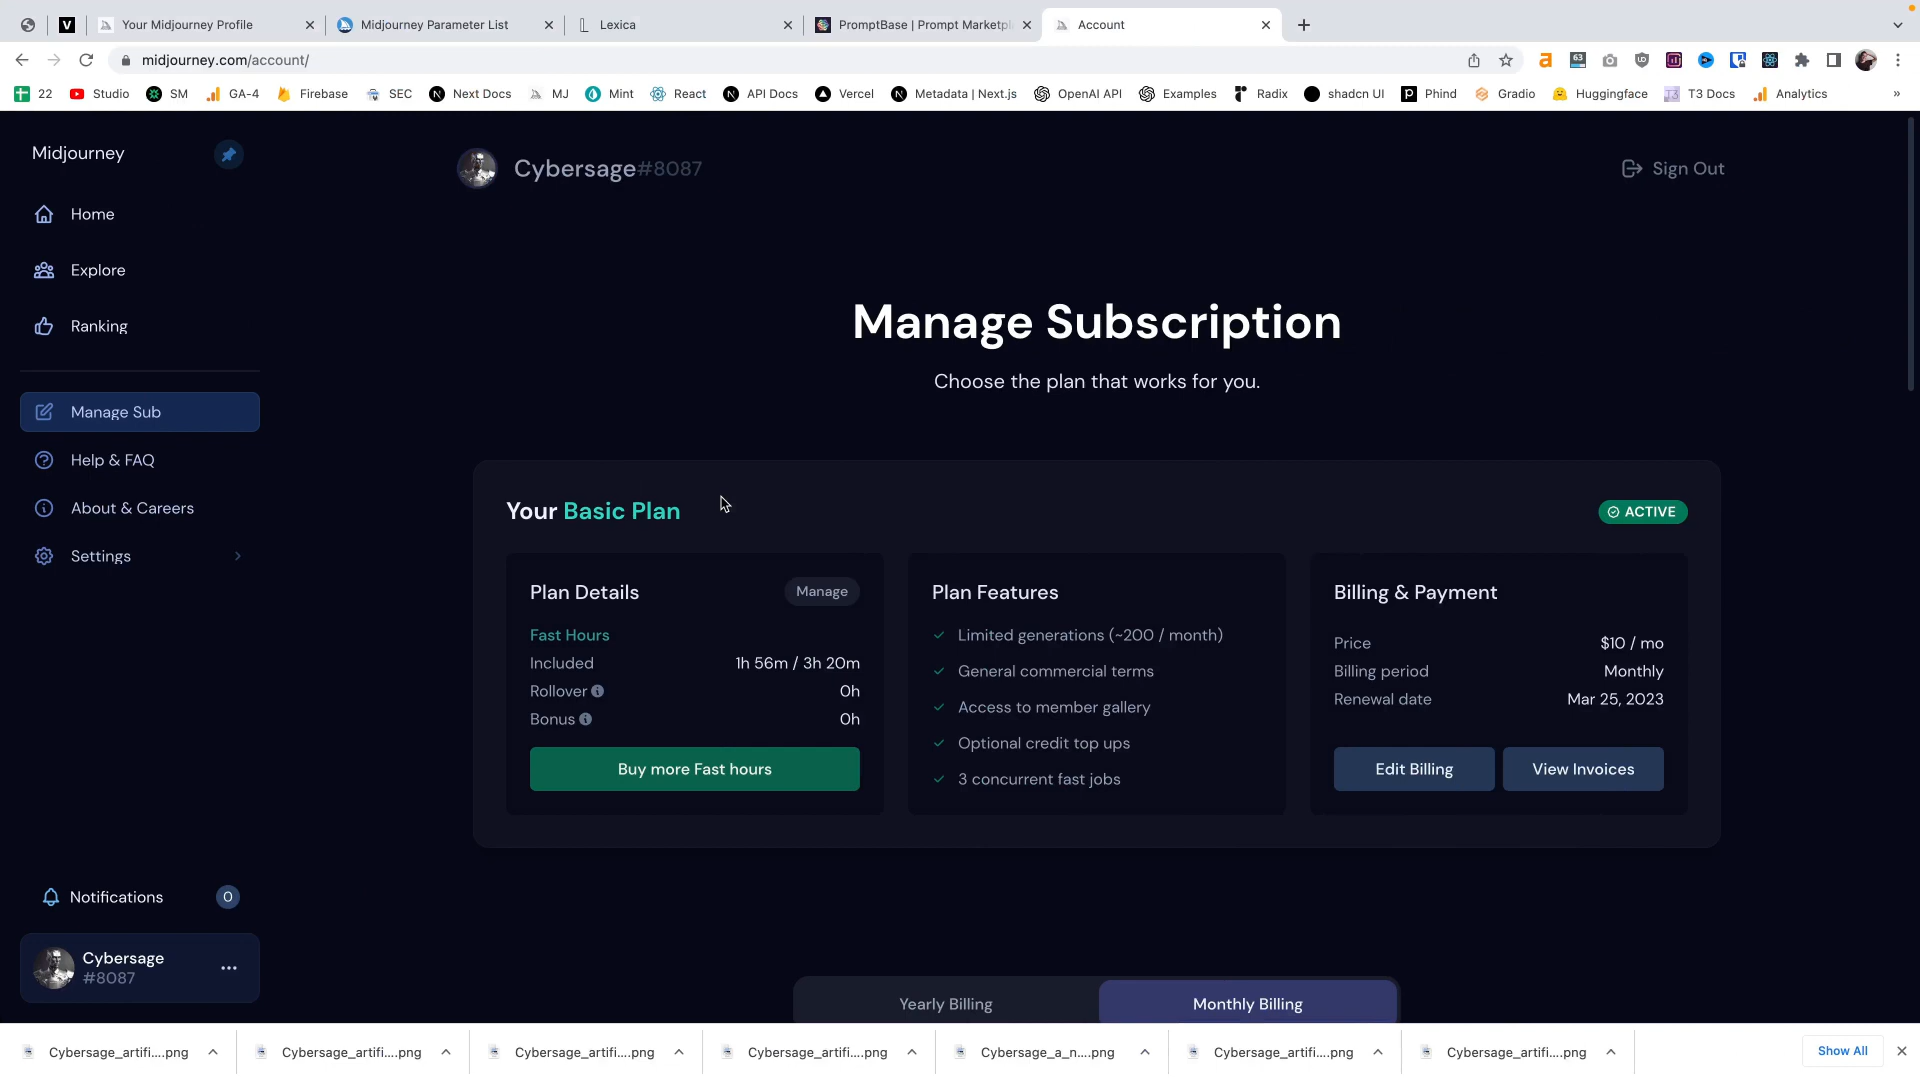 Your Midjourney Profile
Midjourney Parameter List
Lexica
PromptBase | Prompt Marketpl
Account
midjourney.com/account/
63
22
Studio
SM
GA-4
Firebase
SEC
Next Docs
MJ
Mint
React
API Docs
Vercel
Metadata | Next.js
OpenAI API
Examples
Radix
shadcn UI
Phind
Gradio
Huggingface
T3 Docs
Analytics
»
Midjourney
Cybersage#8087
Sign Out
Home
Explore
Ranking
Manage Sub
Help & FAQ
About & Careers
Settings
Manage Subscription
Choose the plan that works for you.
Your Basic Plan
ACTIVE
Plan Details
Manage
Fast Hours
Included 1h 56m / 3h 20m
Rollover 0h
Bonus 0h
Buy more Fast hours
Plan Features
Limited generations (~200 / month)
General commercial terms
Access to member gallery
Optional credit top ups
3 concurrent fast jobs
Billing & Payment
Price $10 / mo
Billing period Monthly
Renewal date Mar 25, 2023
Edit Billing
View Invoices
Notifications 0
Cybersage
#8087
Yearly Billing
Monthly Billing
Cybersage_artifi....png
Cybersage_artifi....png
Cybersage_artifi....png
Cybersage_artifi....png
Cybersage_a_n....png
Cybersage_artifi....png
Cybersage_artifi....png
Show All